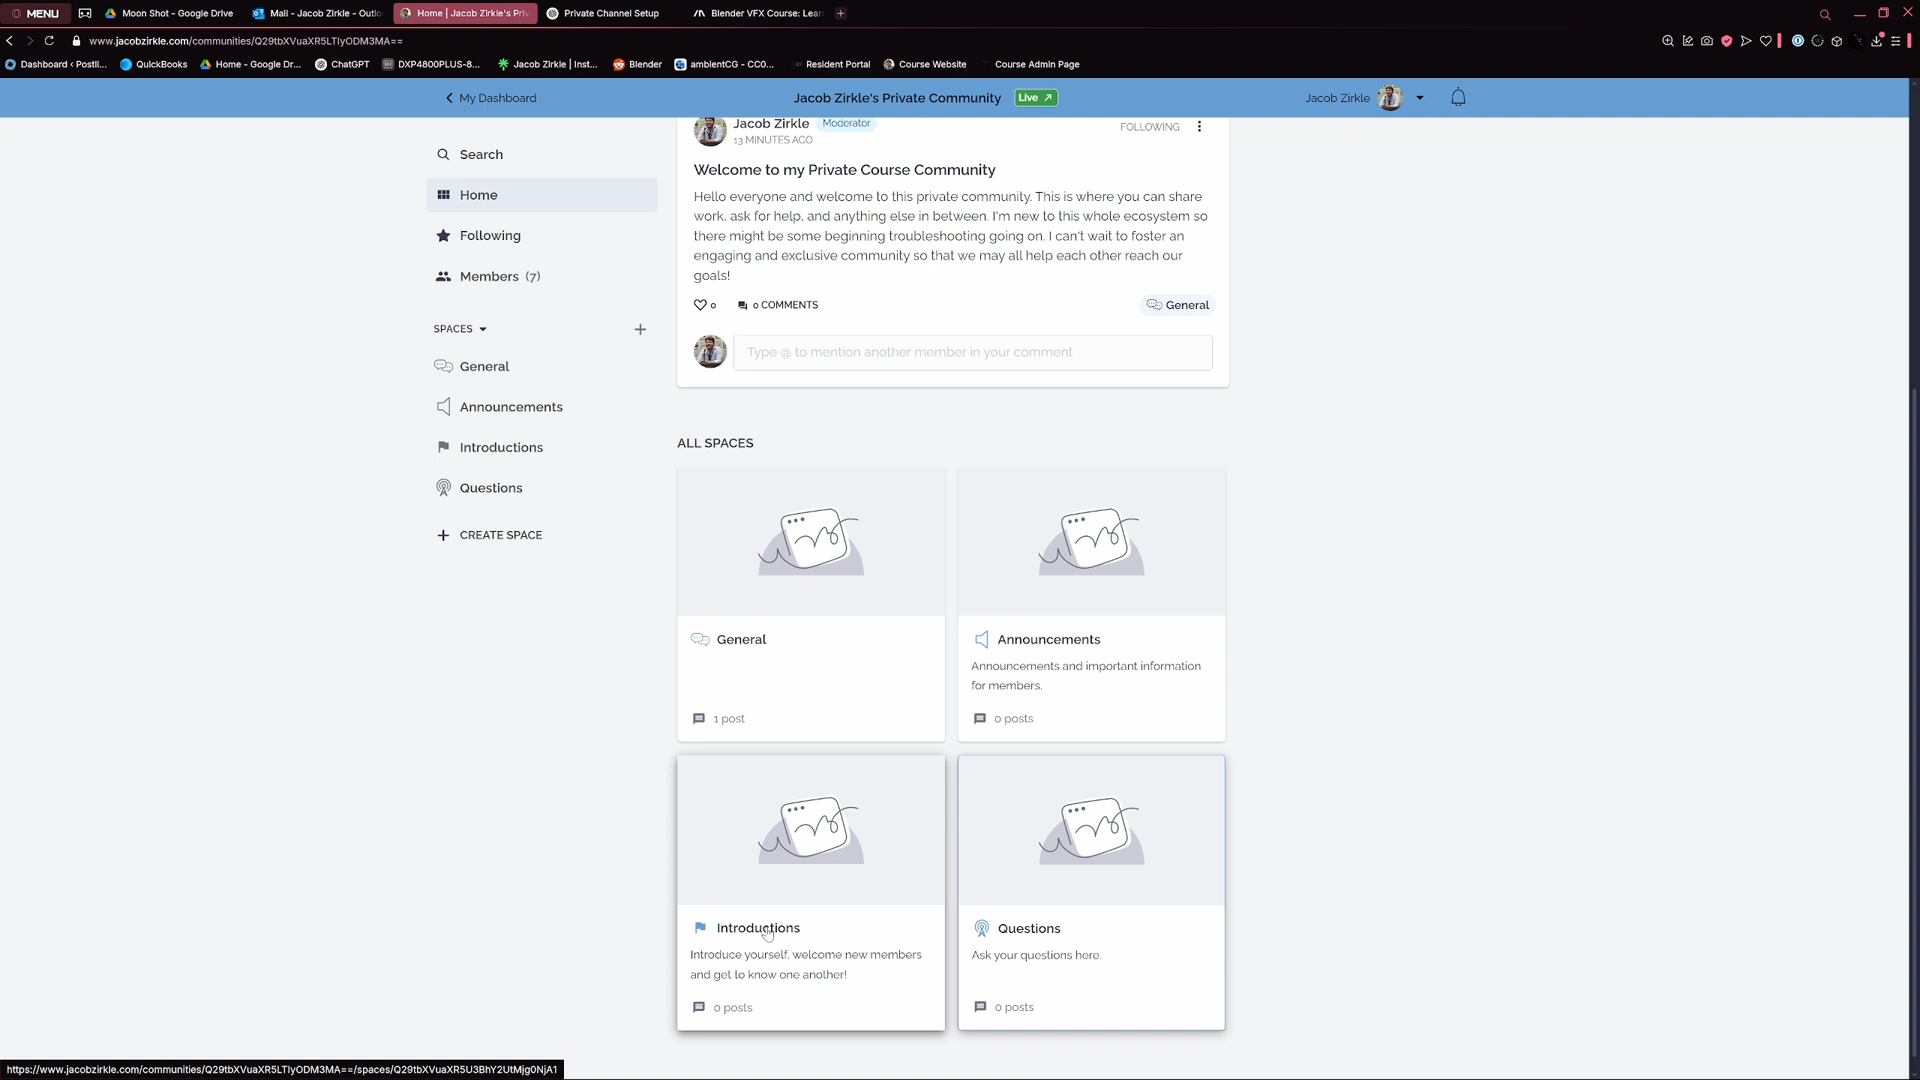 MENU
Moon Shot - Google Drive
Mail - Jacob Zirkle - Outlo
Home | Jacob Zirkle's Priv
Private Channel Setup
Blender VFX Course: Lear
www.jacobzirkle.com/communities/Q29tbXVuaXR5LTIyODM3MA==
Dashboard ‹ Postli...
QuickBooks
Home - Google Dr...
ChatGPT
DXP4800PLUS-8...
Jacob Zirkle | Inst...
Blender
ambientCG - CC0...
Resident Portal
Course Website
Course Admin Page
My Dashboard
Jacob Zirkle's Private Community
Live ↗
Jacob Zirkle
Search
Home
Following
Members (7)
SPACES
General
Announcements
Introductions
Questions
+ CREATE SPACE
Jacob Zirkle Moderator
13 MINUTES AGO
FOLLOWING
Welcome to my Private Course Community
Hello everyone and welcome to this private community. This is where you can share
work, ask for help, and anything else in between. I'm new to this whole ecosystem so
there might be some beginning troubleshooting going on. I can't wait to foster an
engaging and exclusive community so that we may all help each other reach our
goals!
0
0 COMMENTS
General
Type @ to mention another member in your comment
ALL SPACES
General
1 post
Announcements
Announcements and important information
for members.
0 posts
Introductions
Introduce yourself, welcome new members
and get to know one another!
0 posts
Questions
Ask your questions here.
0 posts
https://www.jacobzirkle.com/communities/Q29tbXVuaXR5LTIyODM3MA==/spaces/Q29tbXVuaXR5U3BhY2UtMjg0NjA1